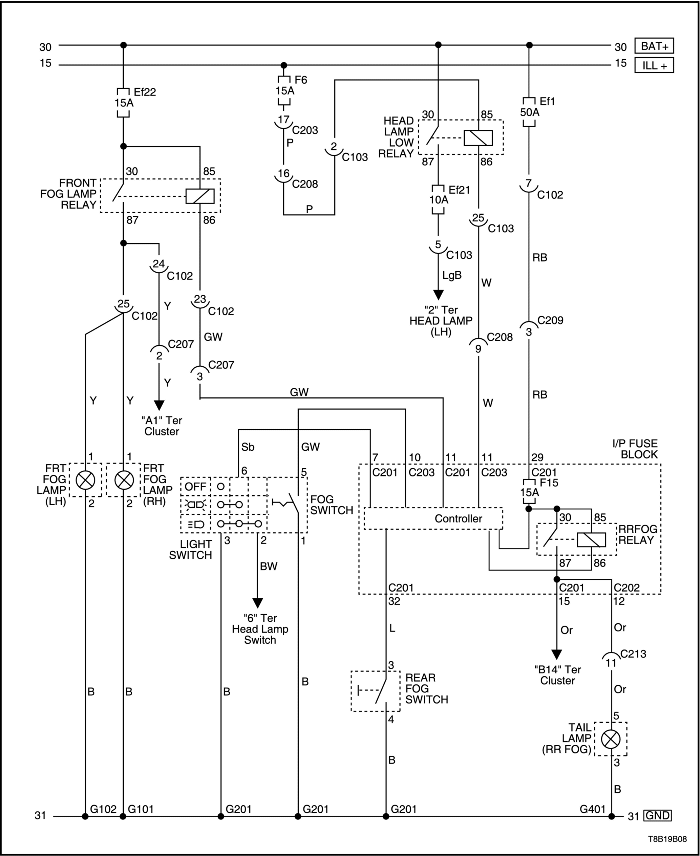 30
30 BAT+
15
15 ILL +
Ef22
15A
F6
15A
17
C203
P
16
C208
P
2
C103
HEAD
LAMP
LOW
RELAY
30
85
87
86
Ef1
50A
7
C102
RB
C209
3
RB
Ef21
10A
5
C103
LgB
"2" Ter
HEAD LAMP
(LH)
25
C103
W
C208
9
W
FRONT
FOG LAMP
RELAY
30
85
87
86
24
C102
Y
C207
2
Y
"A1" Ter
Cluster
25
C102
23
C102
GW
C207
3
GW
Y
Y
FRT
FOG
LAMP
(LH)
1
2
FRT
FOG
LAMP
(RH)
1
2
Sb
GW
6
5
OFF
FOG
SWITCH
LIGHT
SWITCH
3
2
1
BW
"6" Ter
Head Lamp
Switch
7
C201
10
C203
11
C201
11
C203
29
C201
I/P FUSE
BLOCK
F15
15A
Controller
30
85
RRFOG
RELAY
87
86
C201
32
C201
15
C202
12
L
Or
Or
"B14" Ter
Cluster
C213
11
Or
3
REAR
FOG
SWITCH
4
5
TAIL
LAMP
(RR FOG)
3
B
B
B
B
B
B
31
G102
G101
G201
G201
G201
G401
31 GND
T8B19B08